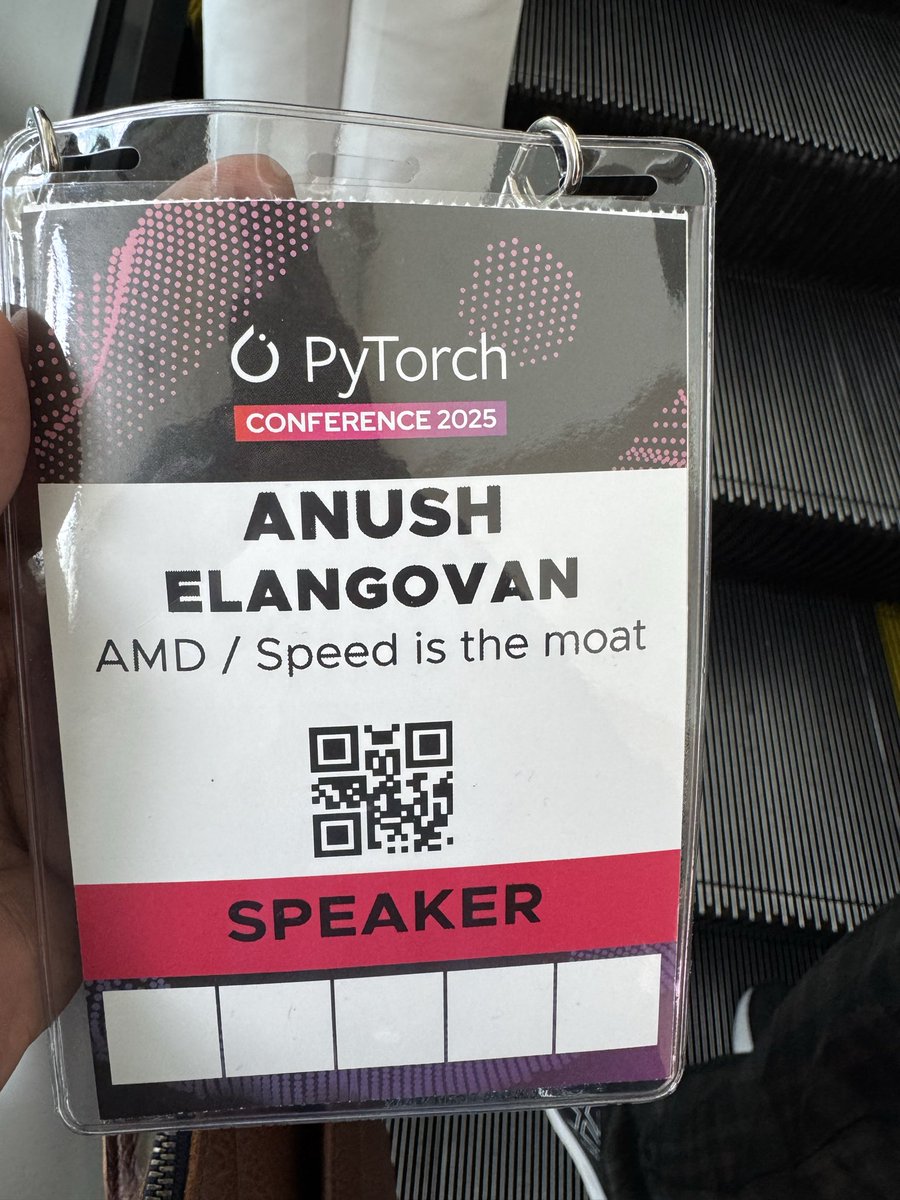 PyTorch
CONFERENCE 2025
ANUSH
ELANGOVAN
AMD / Speed is the moat
SPEAKER